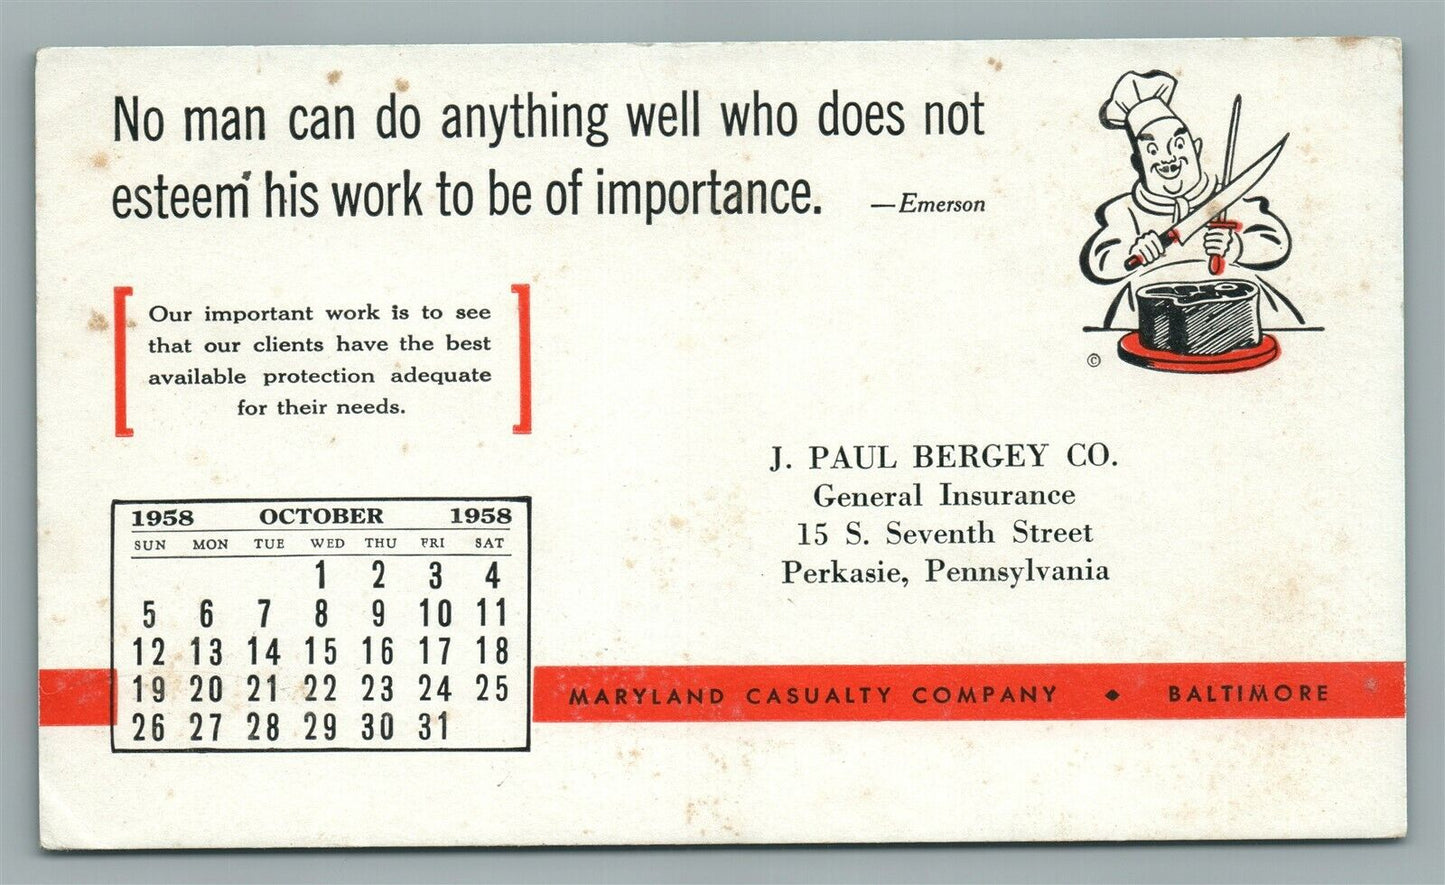 No man can do anything well who does not
esteem his work to be of importance. —Emerson
Our important work is to see
that our clients have the best
available protection adequate
for their needs.
©
J. PAUL BERGEY CO.
General Insurance
15 S. Seventh Street
Perkasie, Pennsylvania
1958 OCTOBER 1958
SUN MON TUE WED THU FRI SAT
1 2 3 4
5 6 7 8 9 10 11
12 13 14 15 16 17 18
19 20 21 22 23 24 25
26 27 28 29 30 31
MARYLAND CASUALTY COMPANY ◆ BALTIMORE